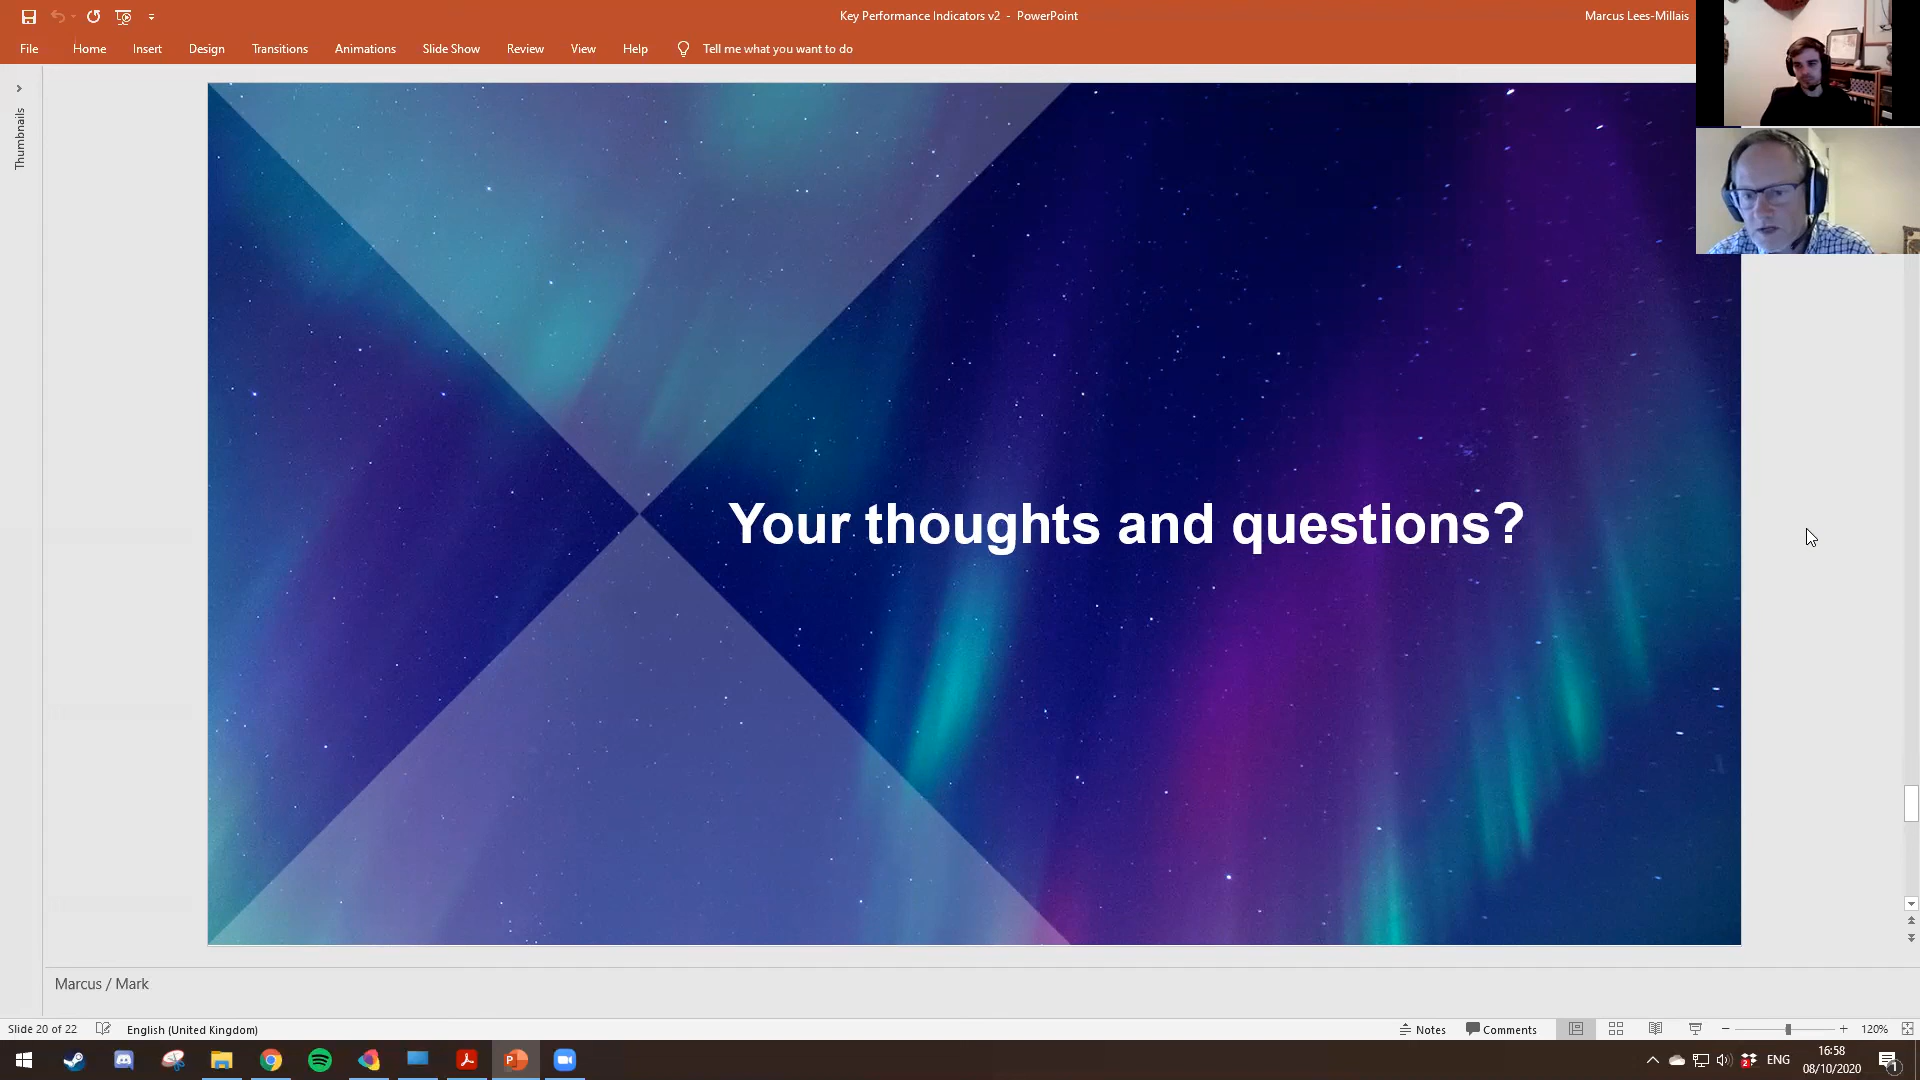 Key Performance Indicators v2 - PowerPoint
Marcus Lees-Millais
File Home Insert Design Transitions Animations Slide Show Review View Help Tell me what you want to do
Thumbnails
Your thoughts and questions?
Marcus / Mark
Slide 20 of 22 English (United Kingdom) Notes Comments 120%
ENG 16:58
08/10/2020